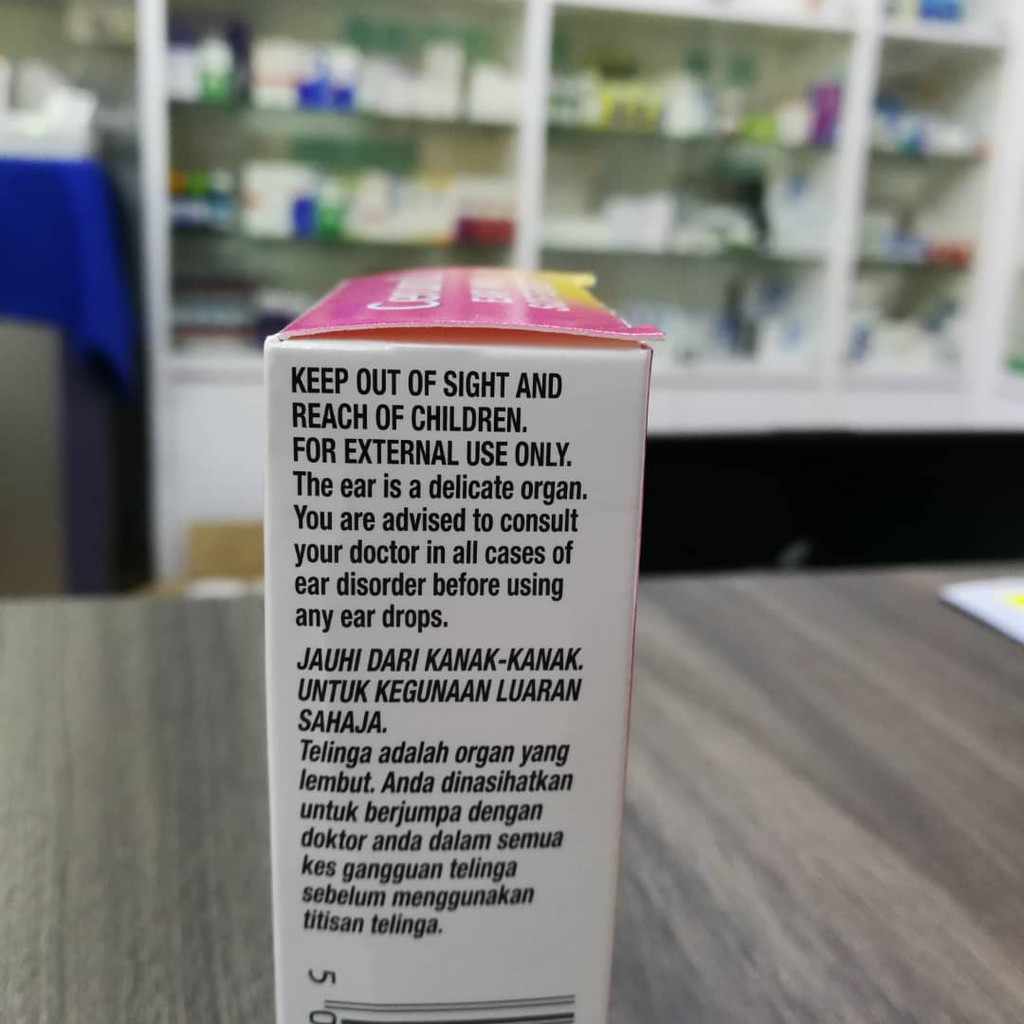 KEEP OUT OF SIGHT AND
REACH OF CHILDREN.
FOR EXTERNAL USE ONLY.
The ear is a delicate organ.
You are advised to consult
your doctor in all cases of
ear disorder before using
any ear drops.
JAUHI DARI KANAK-KANAK.
UNTUK KEGUNAAN LUARAN
SAHAJA.
Telinga adalah organ yang
lembut. Anda dinasihatkan
untuk berjumpa dengan
doktor anda dalam semua
kes gangguan telinga
sebelum menggunakan
titisan telinga.
5 0